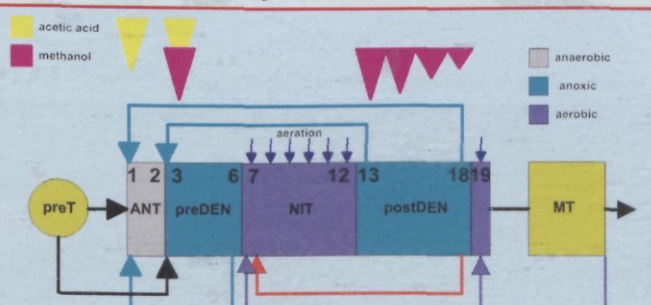 acetic acid
methanol
anaerobic
anoxic
aerobic
aeration
1 2 3 6 7 12 13 18 19
preT
ANT
preDEN
NIT
postDEN
MT